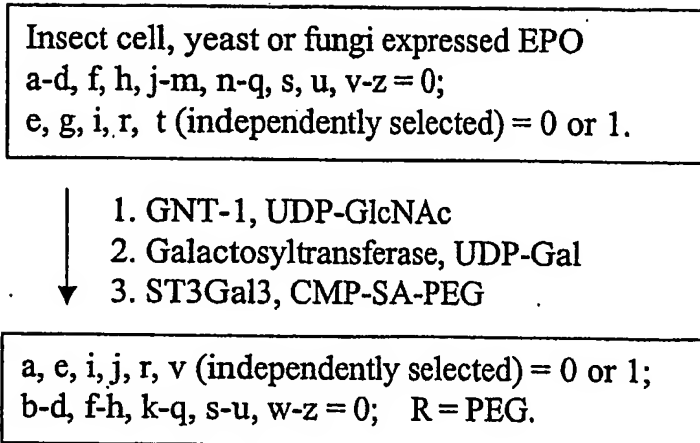 Insect cell, yeast or fungi expressed EPO
a-d, f, h, j-m, n-q, s, u, v-z = 0;
e, g, i, r, t (independently selected) = 0 or 1.
1. GNT-1, UDP-GlcNAc
2. Galactosyltransferase, UDP-Gal
3. ST3Gal3, CMP-SA-PEG
a, e, i, j, r, v (independently selected) = 0 or 1;
b-d, f-h, k-q, s-u, w-z = 0; R = PEG.